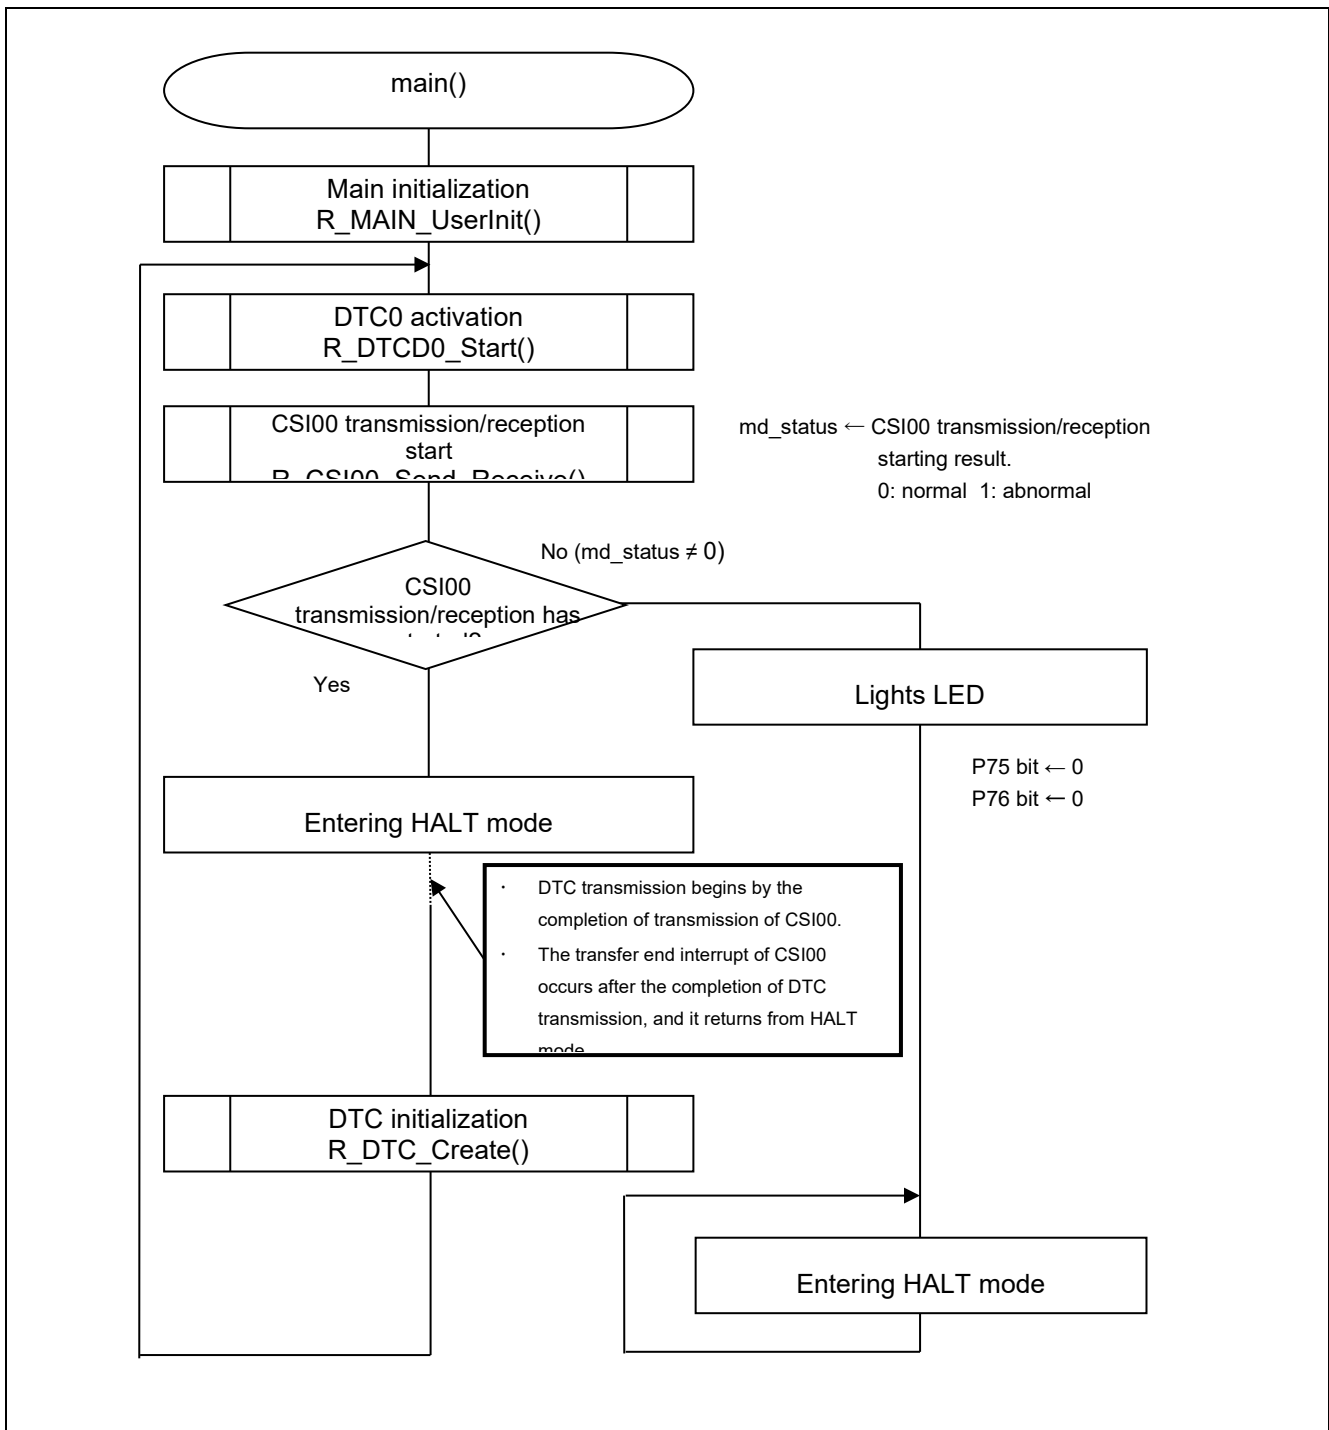 main()
Main initialization
R_MAIN_UserInit()
DTC0 activation
R_DTCD0_Start()
CSI00 transmission/reception
start
R_CSI00_Send_Receive()
md_status ← CSI00 transmission/reception
starting result.
0: normal 1: abnormal
No (md_status ≠ 0)
CSI00
transmission/reception has
Yes
Lights LED
P75 bit ← 0
P76 bit ← 0
Entering HALT mode
· DTC transmission begins by the
completion of transmission of CSI00.
· The transfer end interrupt of CSI00
occurs after the completion of DTC
transmission, and it returns from HALT
mode
DTC initialization
R_DTC_Create()
Entering HALT mode